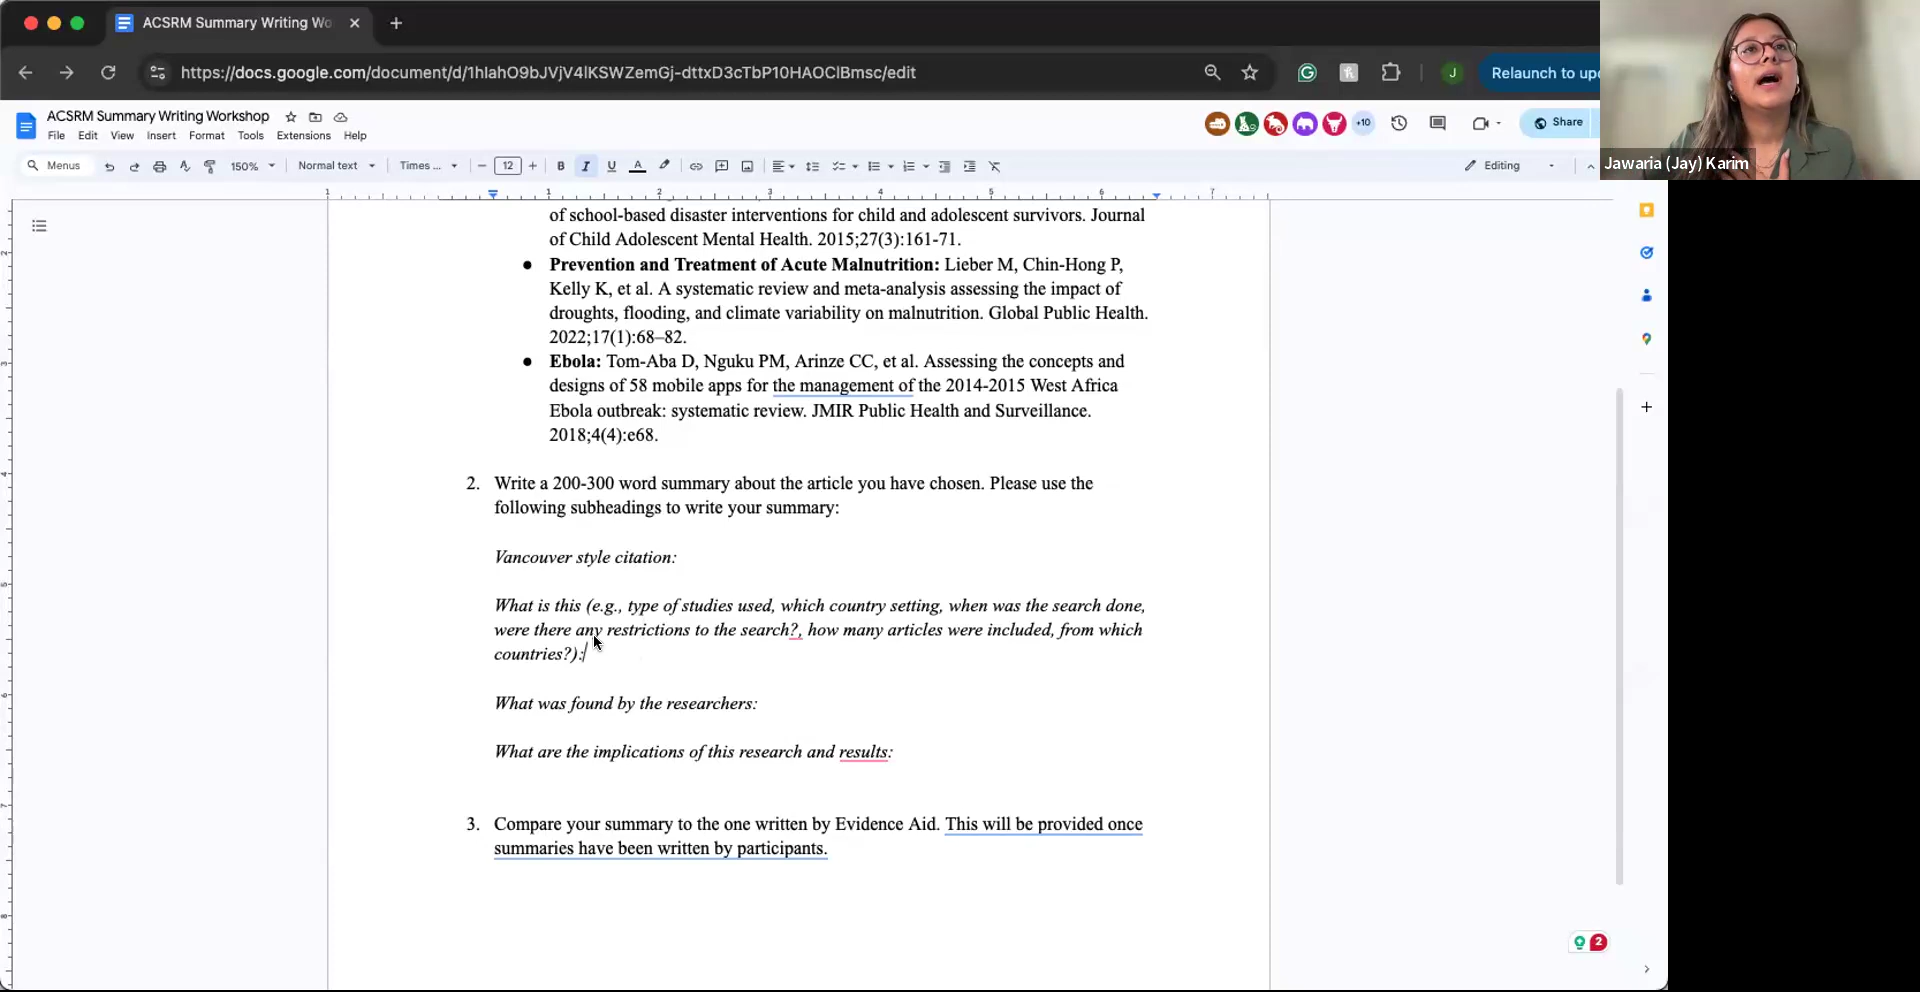 ACSRM Summary Writing Wo
https://docs.google.com/document/d/1hlahO9bJVjV4lKSWZemGj-dttxD3cTbP10HAOClBmsc/edit
J
Relaunch to up
Jawaria (Jay) Karim
ACSRM Summary Writing Workshop
File Edit View Insert Format Tools Extensions Help
+10
Share
Menus
150%
Normal text
Times ...
12
B I U A
Editing
1 1 2 3 4 5 6 7
of school-based disaster interventions for child and adolescent survivors. Journal
of Child Adolescent Mental Health. 2015;27(3):161-71.
● Prevention and Treatment of Acute Malnutrition: Lieber M, Chin-Hong P,
Kelly K, et al. A systematic review and meta-analysis assessing the impact of
droughts, flooding, and climate variability on malnutrition. Global Public Health.
2022;17(1):68–82.
● Ebola: Tom-Aba D, Nguku PM, Arinze CC, et al. Assessing the concepts and
designs of 58 mobile apps for the management of the 2014-2015 West Africa
Ebola outbreak: systematic review. JMIR Public Health and Surveillance.
2018;4(4):e68.
2. Write a 200-300 word summary about the article you have chosen. Please use the
following subheadings to write your summary:
Vancouver style citation:
What is this (e.g., type of studies used, which country setting, when was the search done,
were there any restrictions to the search?, how many articles were included, from which
countries?):
What was found by the researchers:
What are the implications of this research and results:
3. Compare your summary to the one written by Evidence Aid. This will be provided once
summaries have been written by participants.
2